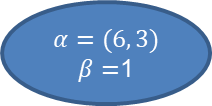 α = (6, 3)
β =1